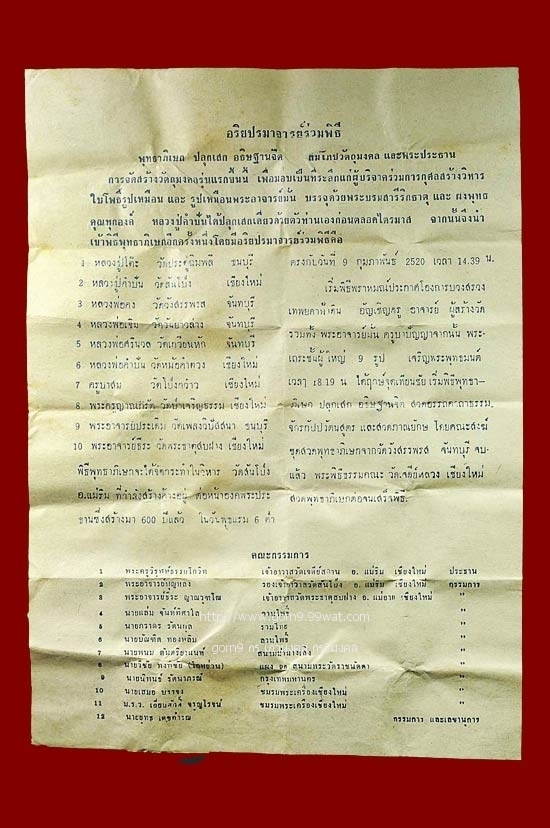 อริยปรมาจารย์ร่วมพิธี
พุทธาภิเษก ปลุกเสก อธิษฐานจิต สมโภชวัตถุมงคล และพระประธาน
การจัดสร้างวัตถุมงคลรุ่นแรกขึ้นนี้ เพื่อมอบเป็นที่ระลึกแก่ผู้บริจาคร่วมการกุศลสร้างวิหาร
ใบโพธิ์รูปเหมือน และ รูปเหมือนพระอาจารย์มั่น บรรจุด้วยพระบรมสารีริกธาตุ และ ผงพุทธ
คุณทุกองค์ หลวงปู่คำปันได้ปลุกเสกเดี่ยวด้วยตัวท่านเองก่อนตลอดไตรมาส จากนั้นจึงนำ
เข้าพิธีพุทธาภิเษกอีกครั้งหนึ่งโดยมีอริยปรมาจารย์ร่วมพิธีคือ
1 หลวงปู่โต๊ะ วัดประดู่ฉิมพลี ธนบุรี
2 หลวงปู่คำปัน วัดสันโป่ง เชียงใหม่
3 หลวงพ่อคง วัดวังสรรพรส จันทบุรี
4 หลวงพ่อเจิม วัดวันยาวล่าง จันทบุรี
5 หลวงพ่อศรีนวล วัดเกวียนหัก จันทบุรี
6 หลวงพ่อคำปัน วัดหม้อคำตวง เชียงใหม่
7 ครูบาสม วัดโป่งกว๋าว เชียงใหม่
8 พระครูญาณภิรัต วัดป่าเจริญธรรม เชียงใหม่
9 พระอาจารย์ประเดิม วัดเพลงวิปัสสนา ธนบุรี
10 พระอาจารย์ธีระ วัดพระธาตุสบฝาง เชียงใหม่
พิธีพุทธาภิเษกจะได้จัดกระทำในวิหาร วัดสันโป่ง
อ.แม่ริม ที่กำลังสร้างค้างอยู่ ต่อหน้าองค์พระประ
ธานซึ่งสร้างมา 600 ปีแล้ว ในวันพุธแรม 6 ค่ำ
ตรงกับวันที่ 9 กุมภาพันธ์ 2520 เวลา 14.39 น.
เริ่มพิธีพราหมณ์ประกาศโองการบวงสรวง
เทพยดาฟ้าดิน อัญเชิญครู อาจารย์ ผู้สร้างวัด
รวมทั้ง พระอาจารย์มั่น ครูบาปัญญาจากนั้น พระ-
เถระชั้นผู้ใหญ่ 9 รูป เจริญพระพุทธมนต์
เวลา 18.19 น. ได้ฤกษ์จุดเทียนชัย เริ่มพิธีพุทธา-
ภิเษก ปลุกเสก อธิษฐานจิต สวดอรรถคาถาธรรม
จักรกัปปวัตนสูตร และสวดภาณยักษ์ โดยคณะสงฆ์
ชุดสวดพุทธาภิเษกจากวัดวังสรรพรส จันทบุรี จบ
แล้ว พระพิธีธรรมคณะ วัดเจดีย์หลวง เชียงใหม่
สวดพุทธาภิเษกต่อจนเสร็จพิธี.
คณะกรรมการ
1 เจ้าอาวาสวัดเจดีย์สถาน อ. แม่ริม เชียงใหม่ ประธาน
2 พระอาจารย์บุญหลง รองเจ้าอาวาสวัดสันโป่ง อ. แม่ริม เชียงใหม่ กรรมการ
3 พระอาจารย์ธีระ เจ้าอาวาสวัดพระธาตุสบฝาง อ. แม่อาย เชียงใหม่ "
4 นายแล่ม จันท์พิศาโล ลานโพธิ์ "
5 นายภราดร รัตนกุล รวมโพธิ์ "
6 นายบัณฑิต ทองหลิม ลานโพธิ์ "
7 นายพนม "
8 นายวิชัย แผง จุด สนามพระวัดราชนัดดา "
9 นายนิพนธ์ รัตนาภรณ์ กรุงเทพมหานคร "
10 นายเสมอ บรรจง ชมรมพระเครื่องเชียงใหม่ "
11 ม.ร.ว. เจริญโรจน์ ชมรมพระเครื่องเชียงใหม่ "
12 กรรมการ และเลขานุการ
http://www.gorn9.99wat.com